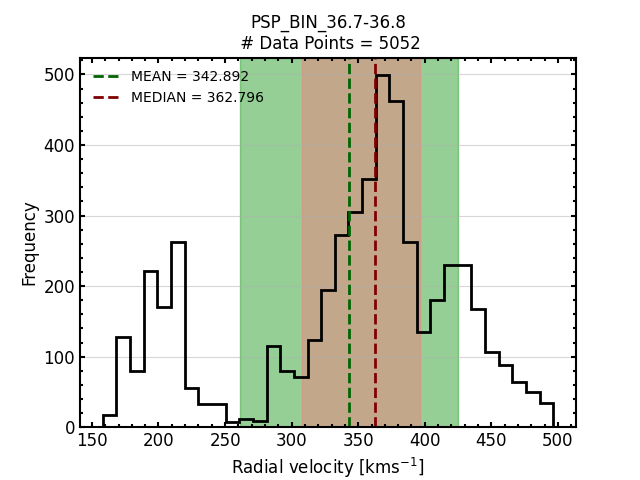 PSP_BIN_36.7-36.8
# Data Points = 5052
MEAN = 342.892
MEDIAN = 362.796
500
400
300
200
100
0
Frequency
150 200 250 300 350 400 450 500
Radial velocity [kms⁻¹]